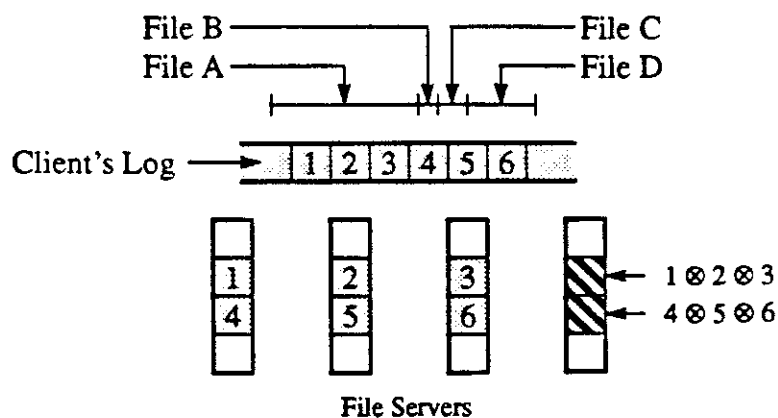 File B File C
File A File D
Client's Log 1 2 3 4 5 6
1 2 3 1 ⊗ 2 ⊗ 3
4 5 6 4 ⊗ 5 ⊗ 6
File Servers